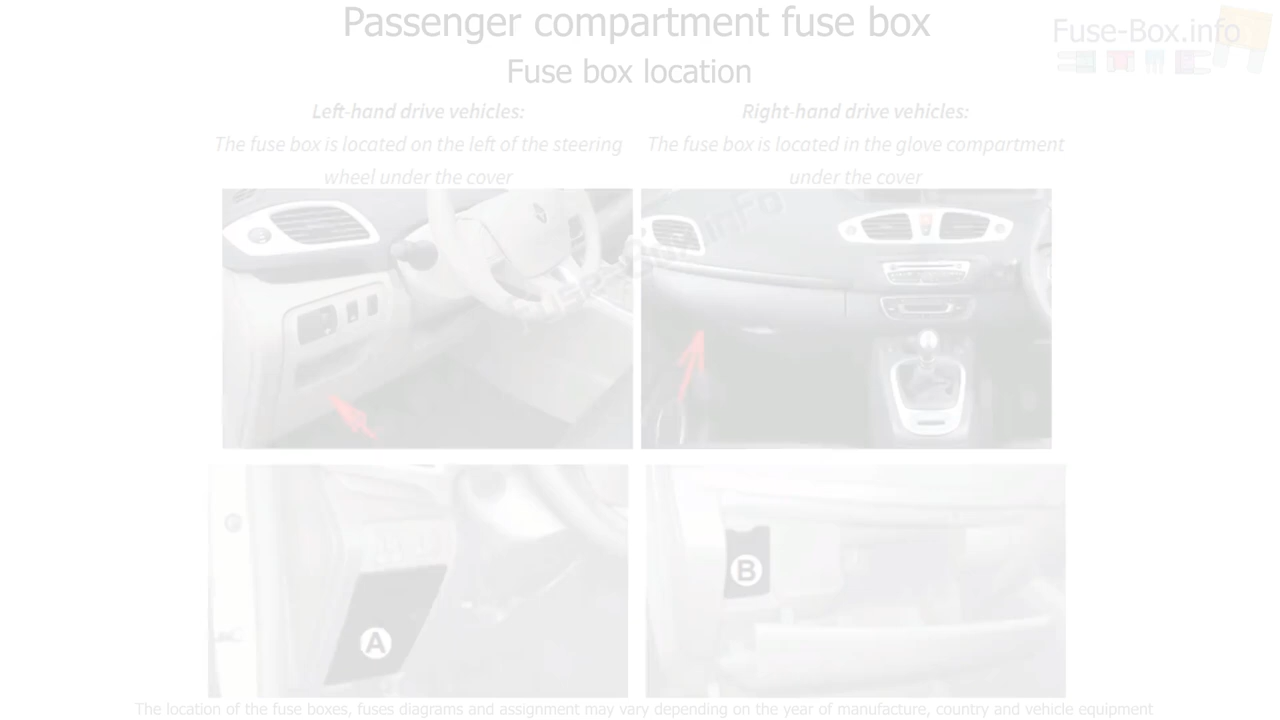 Passenger compartment fuse box
Fuse-Box.info
Fuse box location
Left-hand drive vehicles:
The fuse box is located on the left of the steering
wheel under the cover
Right-hand drive vehicles:
The fuse box is located in the glove compartment
under the cover
A
B
The location of the fuse boxes, fuses diagrams and assignment may vary depending on the year of manufacture, country and vehicle equipment